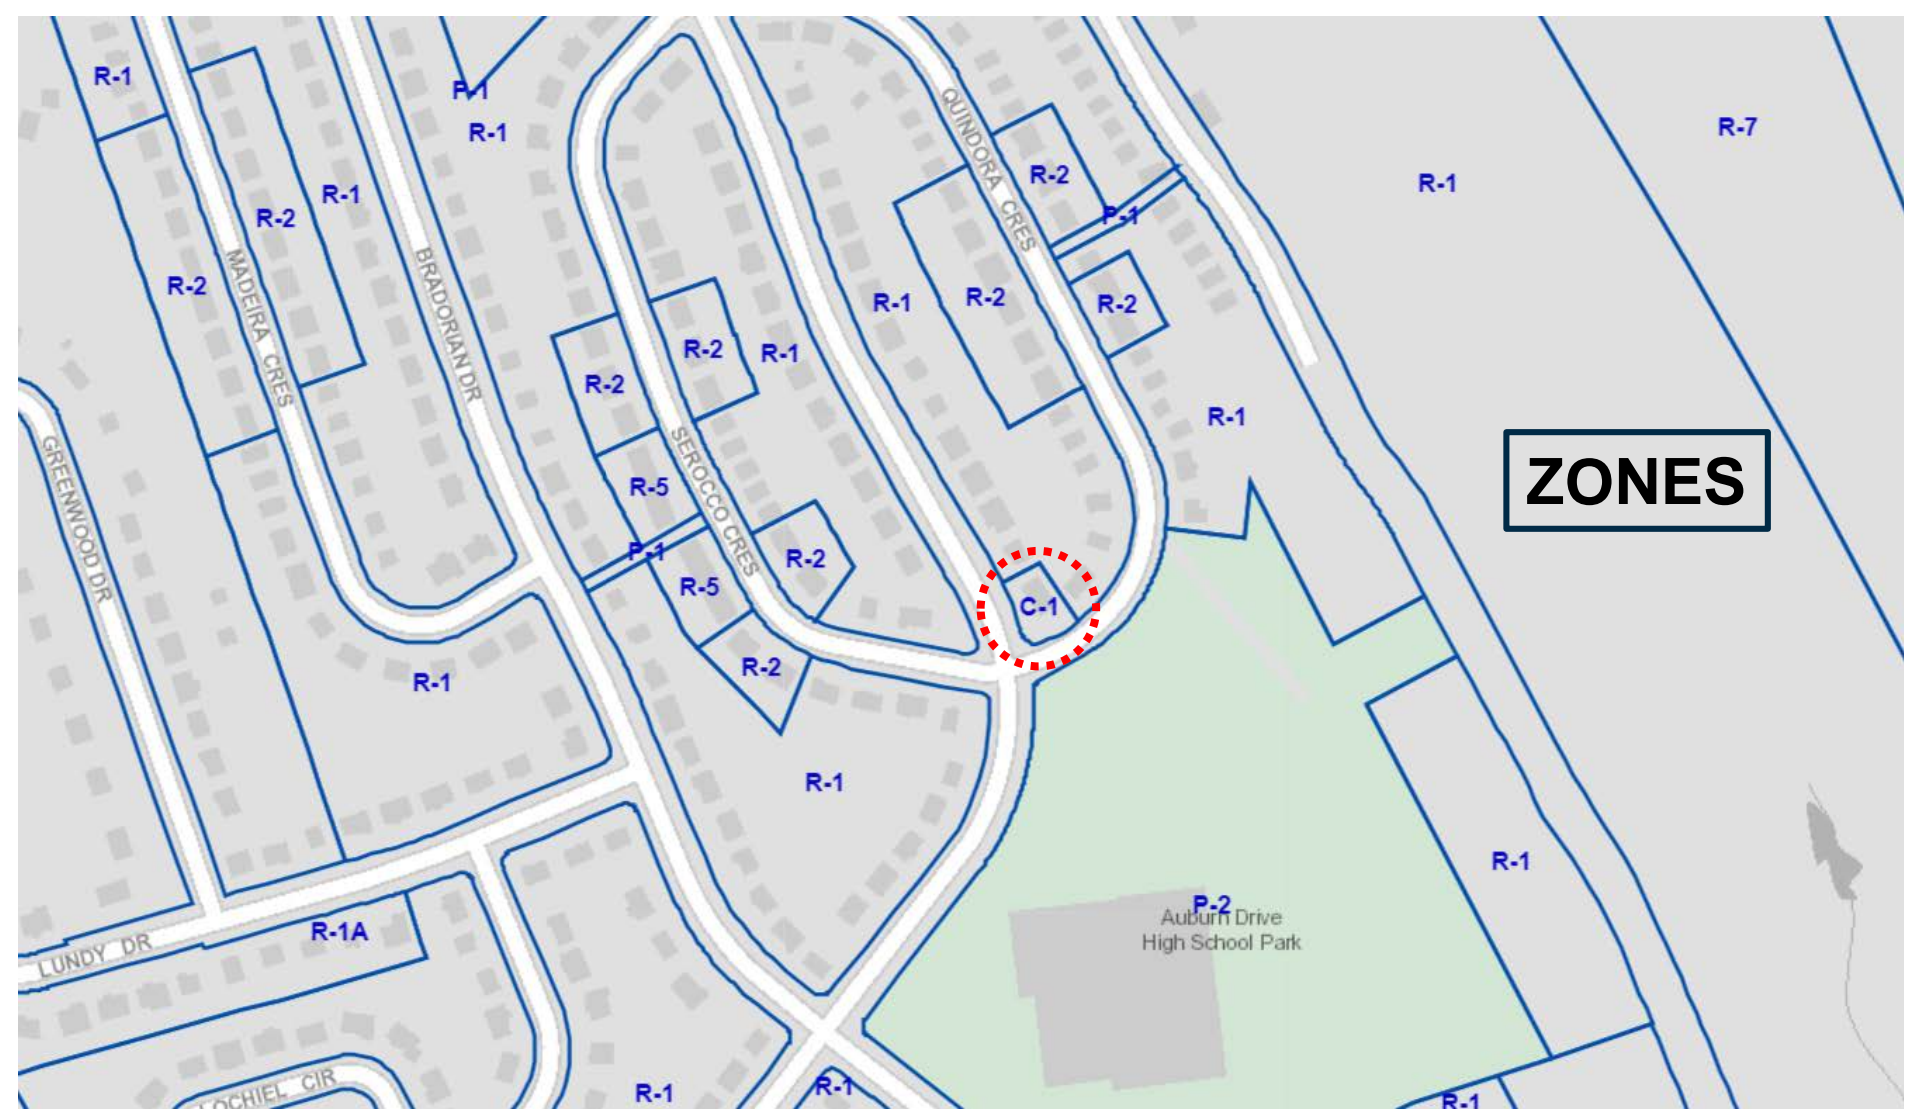 R-1
P-1
R-1
QUINDORA CRES
R-7
R-2
R-1
R-1
R-2
P-1
R-2
MADEIRA CRES
BRADORIAN DR
R-1
R-2
R-2
R-2
R-1
R-2
R-1
ZONES
GREENWOOD DR
SEROCCO CRES
R-5
P-1
R-2
R-5
C-1
R-2
R-1
R-1
R-1
P-2
Auburn Drive
High School Park
R-1A
LUNDY DR
LOCHIEL CIR
R-1
R-1
R-1